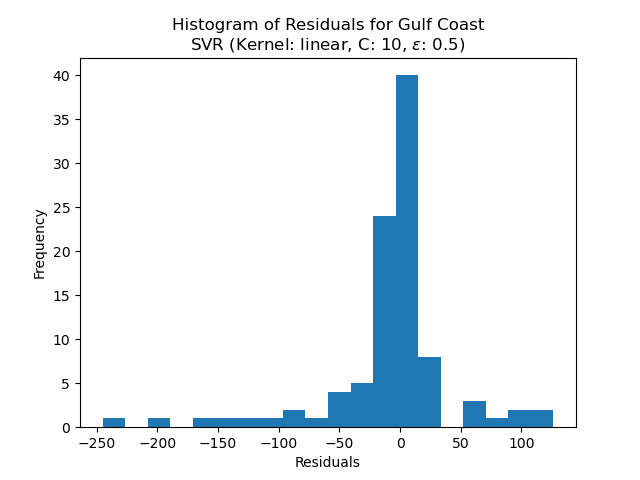 Histogram of Residuals for Gulf Coast
SVR (Kernel: linear, C: 10, ε: 0.5)
40
35
30
25
20
15
10
5
0
Frequency
−250 −200 −150 −100 −50 0 50 100
Residuals